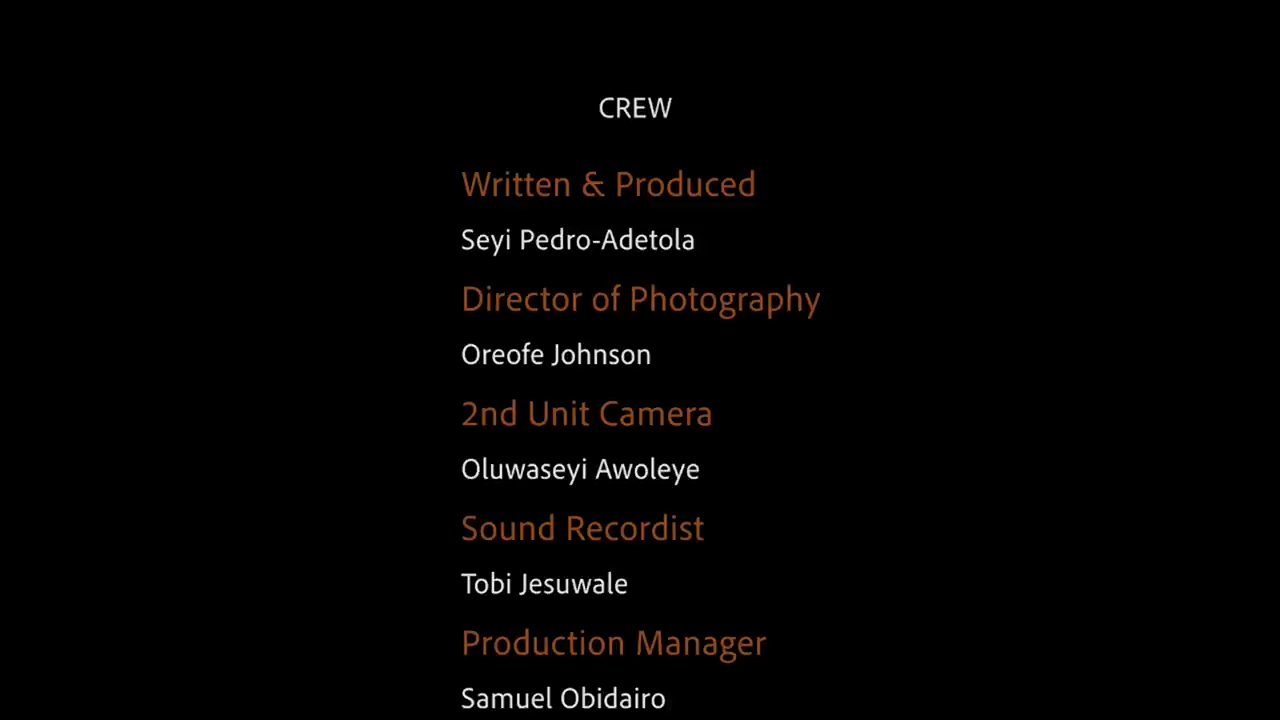 CREW
Written & Produced
Seyi Pedro-Adetola
Director of Photography
Oreofe Johnson
2nd Unit Camera
Oluwaseyi Awoleye
Sound Recordist
Tobi Jesuwale
Production Manager
Samuel Obidairo